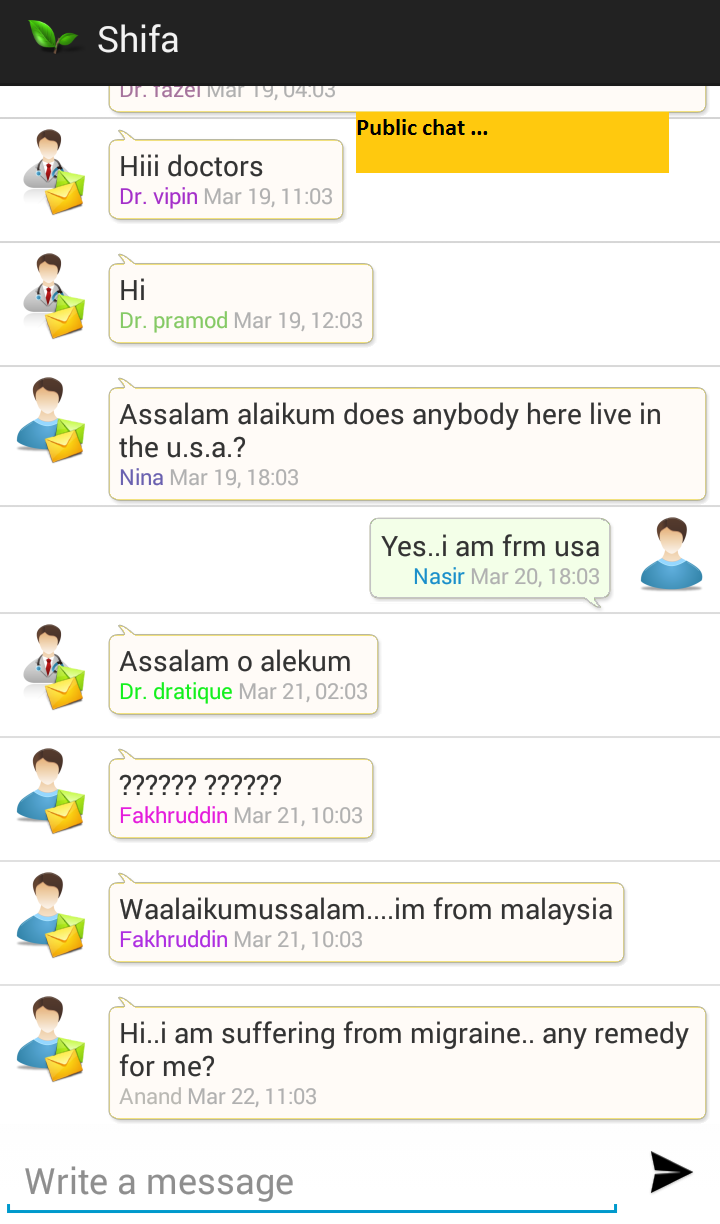 Shifa
Dr. fazel Mar 19, 04:03
Public chat ...
Hiii doctors
Dr. vipin Mar 19, 11:03
Hi
Dr. pramod Mar 19, 12:03
Assalam alaikum does anybody here live in
the u.s.a.?
Nina Mar 19, 18:03
Yes..i am frm usa
Nasir Mar 20, 18:03
Assalam o alekum
Dr. dratique Mar 21, 02:03
?????? ??????
Fakhruddin Mar 21, 10:03
Waalaikumussalam....im from malaysia
Fakhruddin Mar 21, 10:03
Hi..i am suffering from migraine.. any remedy
for me?
Anand Mar 22, 11:03
Write a message